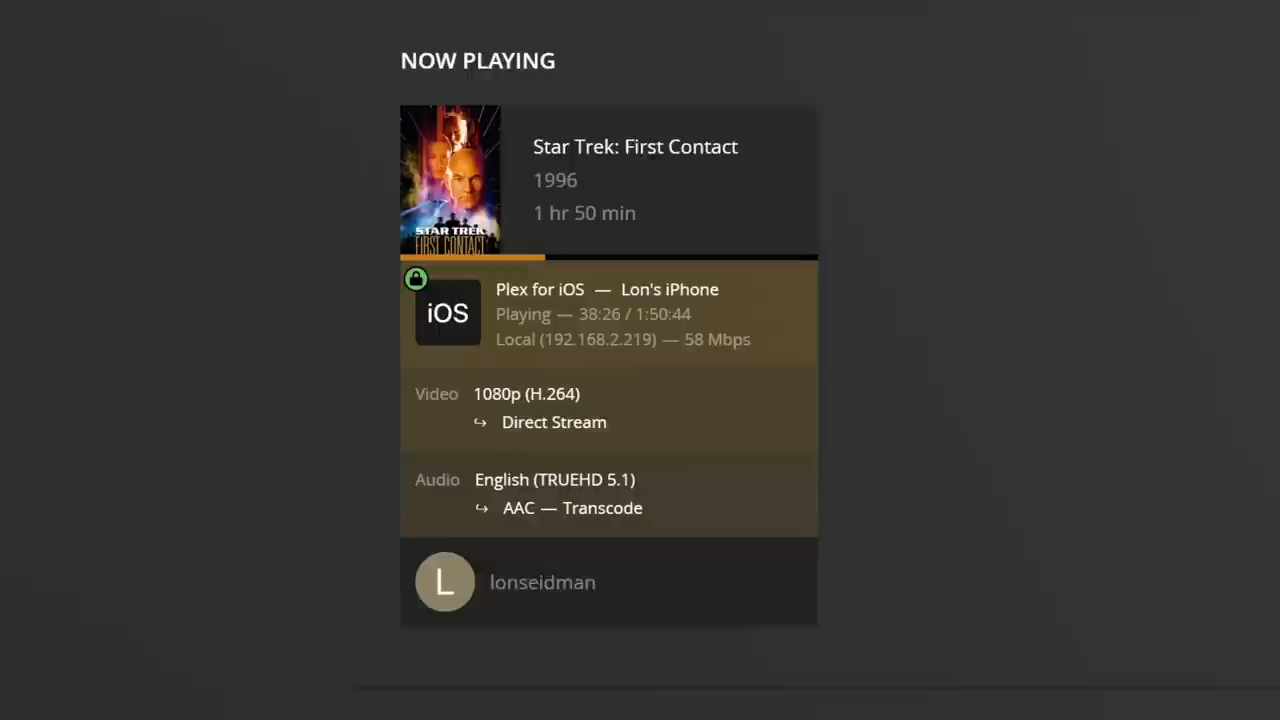 NOW PLAYING
STAR TREK
FIRST CONTACT
Star Trek: First Contact
1996
1 hr 50 min
iOS
Plex for iOS — Lon's iPhone
Playing — 38:26 / 1:50:44
Local (192.168.2.219) — 58 Mbps
Video 1080p (H.264)
↪ Direct Stream
Audio English (TRUEHD 5.1)
↪ AAC — Transcode
L lonseidman